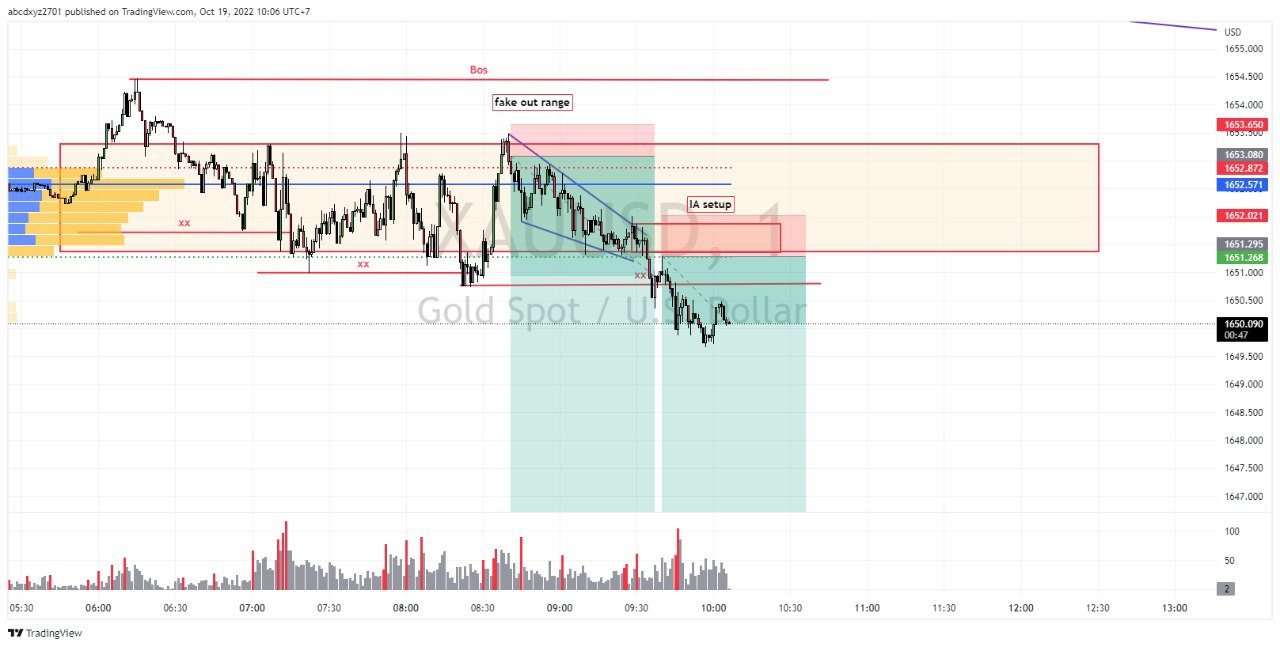 abcdxyz2701 published on TradingView.com, Oct 19, 2022 10:06 UTC+7
USD
1655.000
Bos
1654.500
fake out range
1654.000
1653.650
1653.500
1653.080
1652.872
1652.571
IA setup
1652.021
xx
XAUUSD, 1
1651.295
1651.268
xx
xx
1651.000
Gold Spot / U.S. Dollar
1650.500
1650.090
00:47
1649.500
1649.000
1648.500
1648.000
1647.500
1647.000
100
50
2
05:30 06:00 06:30 07:00 07:30 08:00 08:30 09:00 09:30 10:00 10:30 11:00 11:30 12:00 12:30 13:00
TradingView